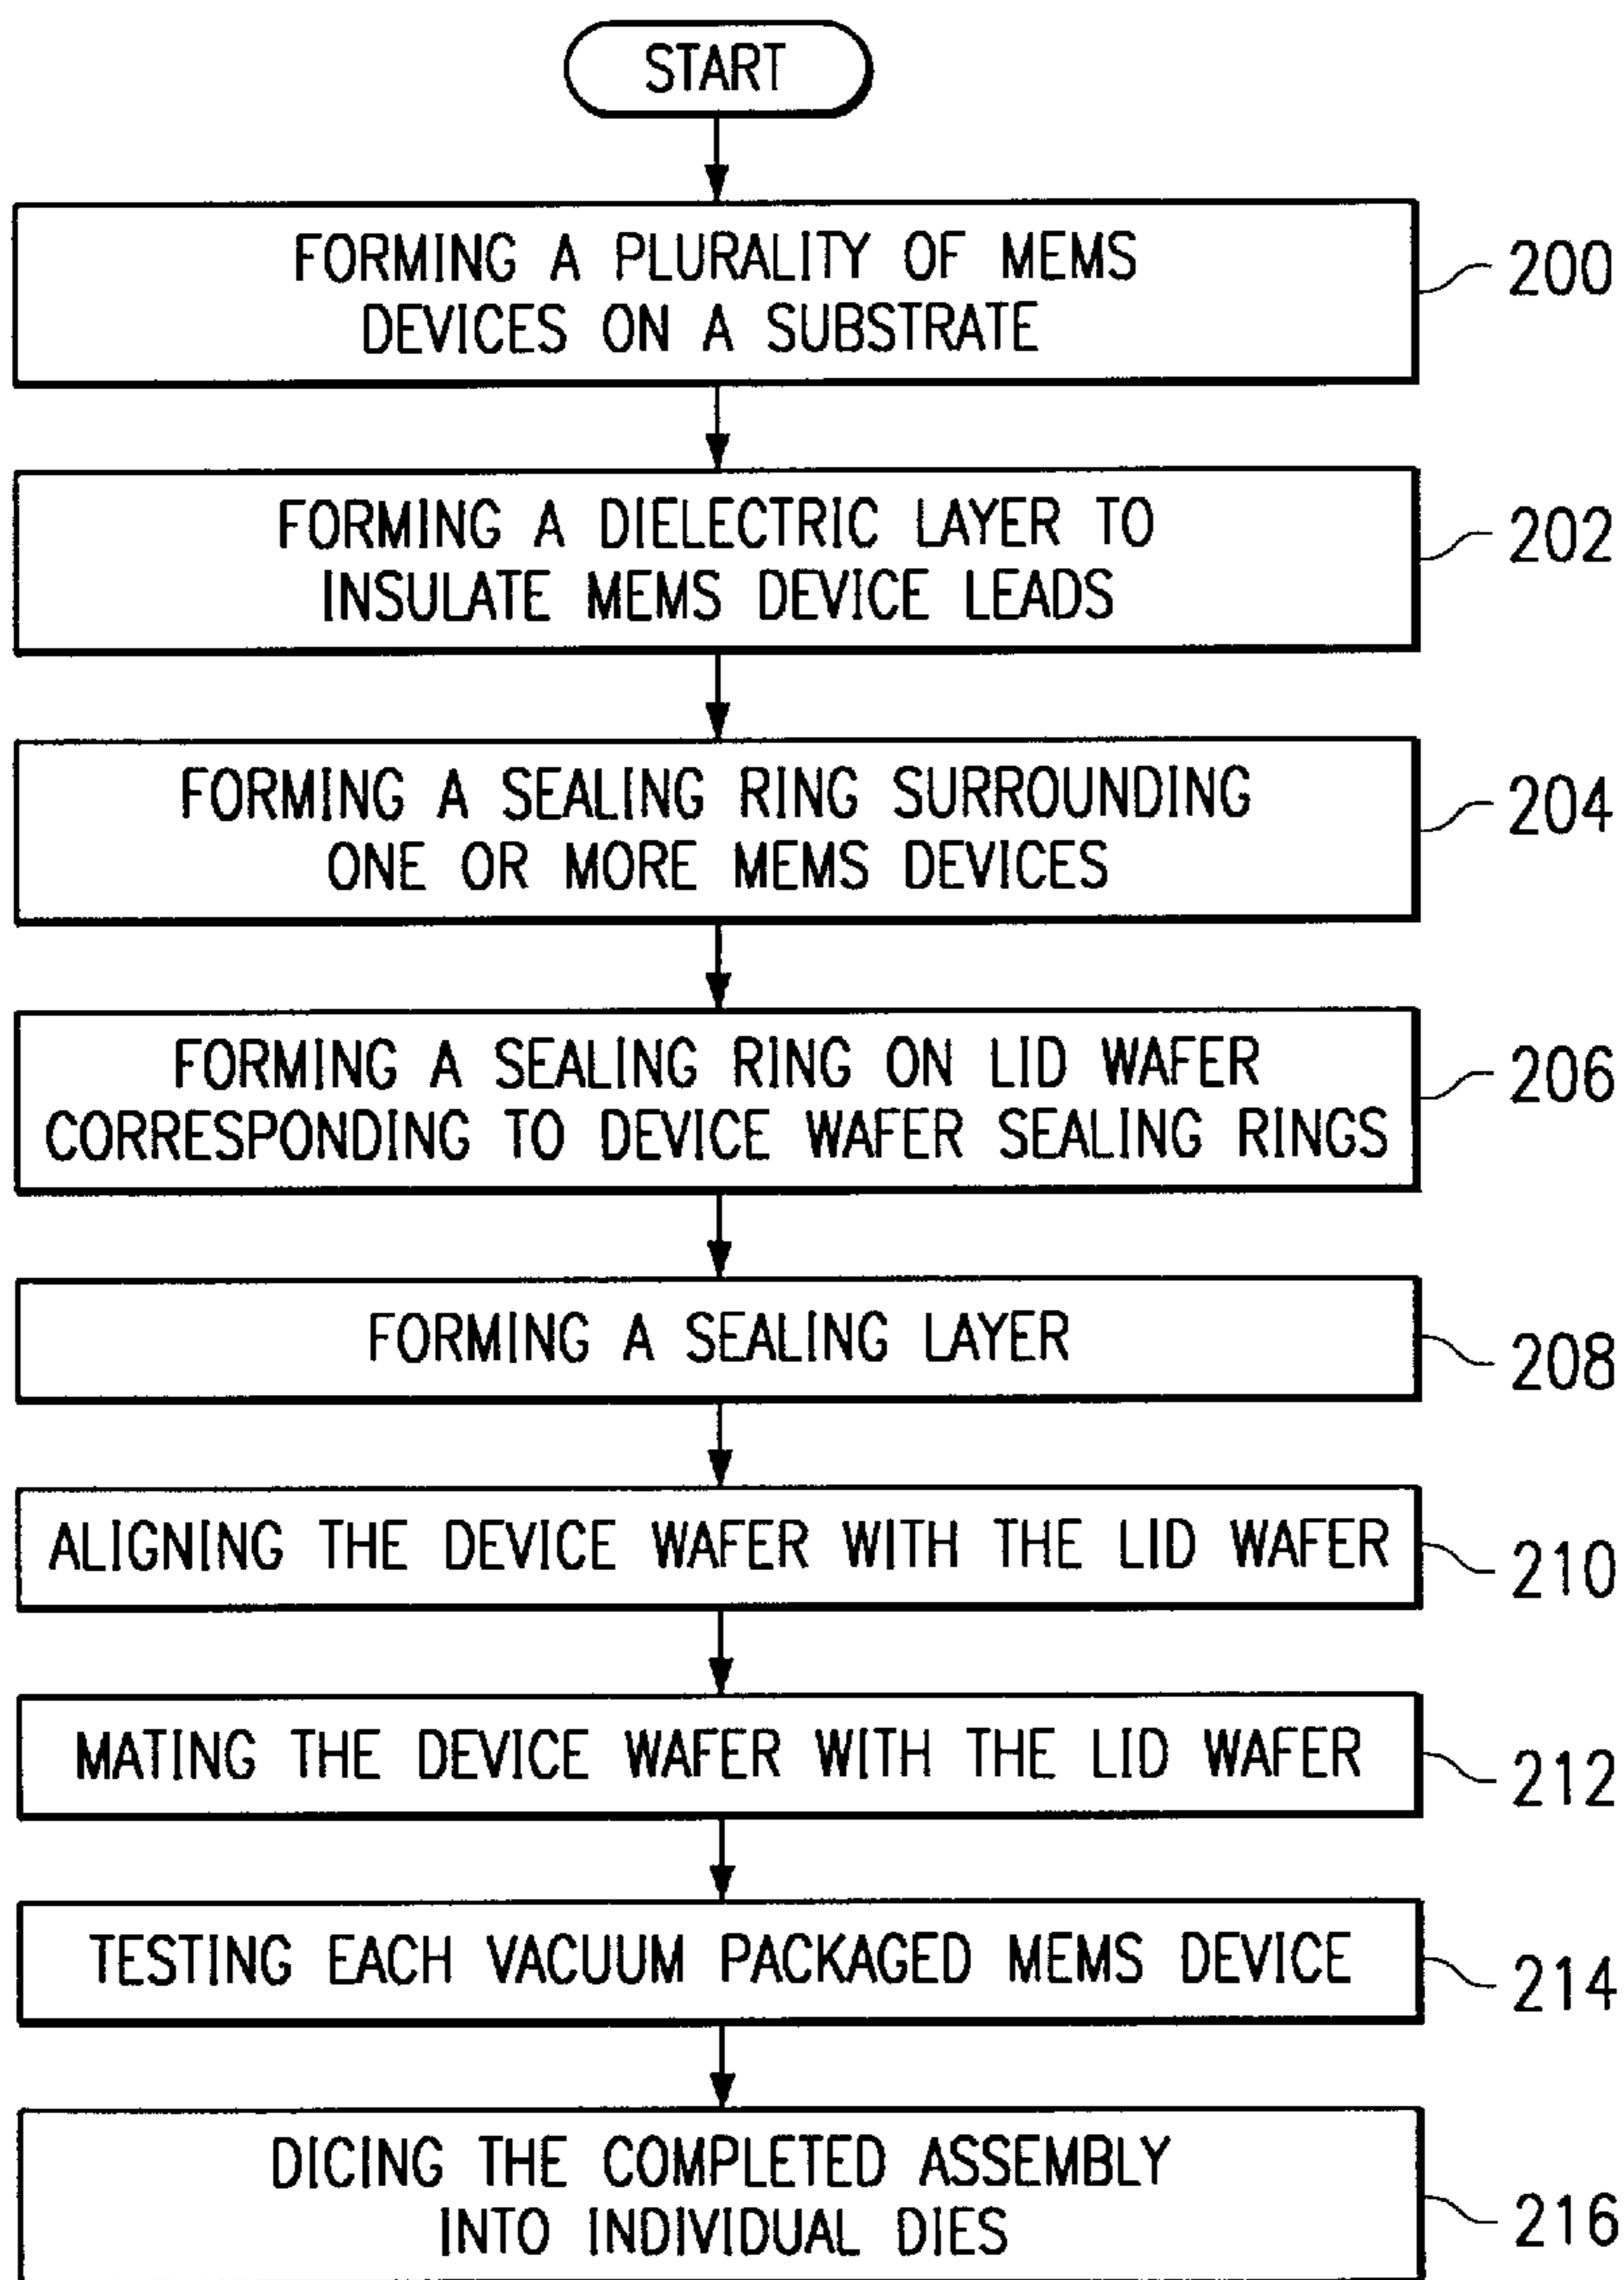 START
FORMING A PLURALITY OF MEMS
DEVICES ON A SUBSTRATE
200
FORMING A DIELECTRIC LAYER TO
INSULATE MEMS DEVICE LEADS
202
FORMING A SEALING RING SURROUNDING
ONE OR MORE MEMS DEVICES
204
FORMING A SEALING RING ON LID WAFER
CORRESPONDING TO DEVICE WAFER SEALING RINGS
206
FORMING A SEALING LAYER
208
ALIGNING THE DEVICE WAFER WITH THE LID WAFER
210
MATING THE DEVICE WAFER WITH THE LID WAFER
212
TESTING EACH VACUUM PACKAGED MEMS DEVICE
214
DICING THE COMPLETED ASSEMBLY
INTO INDIVIDUAL DIES
216